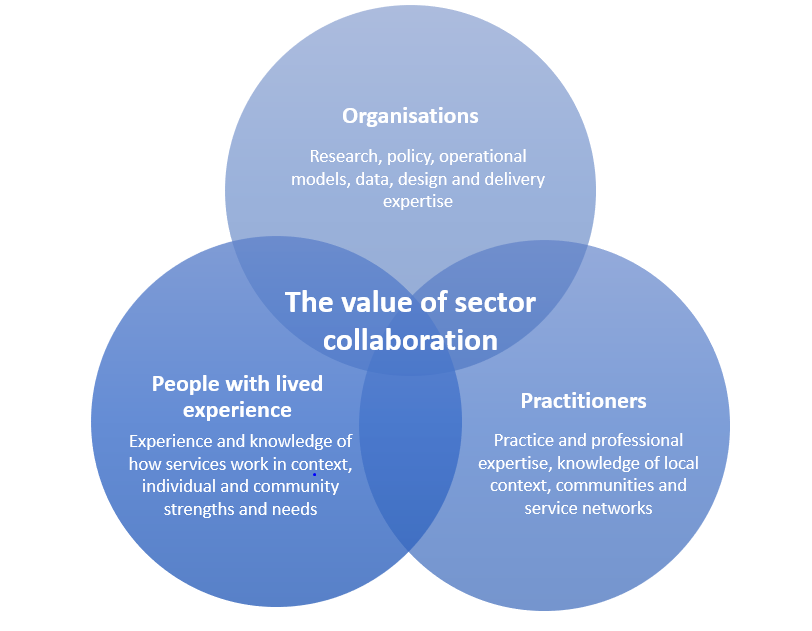 Organisations
Research, policy, operational
models, data, design and delivery
expertise
The value of sector
collaboration
People with lived
experience
Experience and knowledge of
how services work in context,
individual and community
strengths and needs
Practitioners
Practice and professional
expertise, knowledge of local
context, communities and
service networks